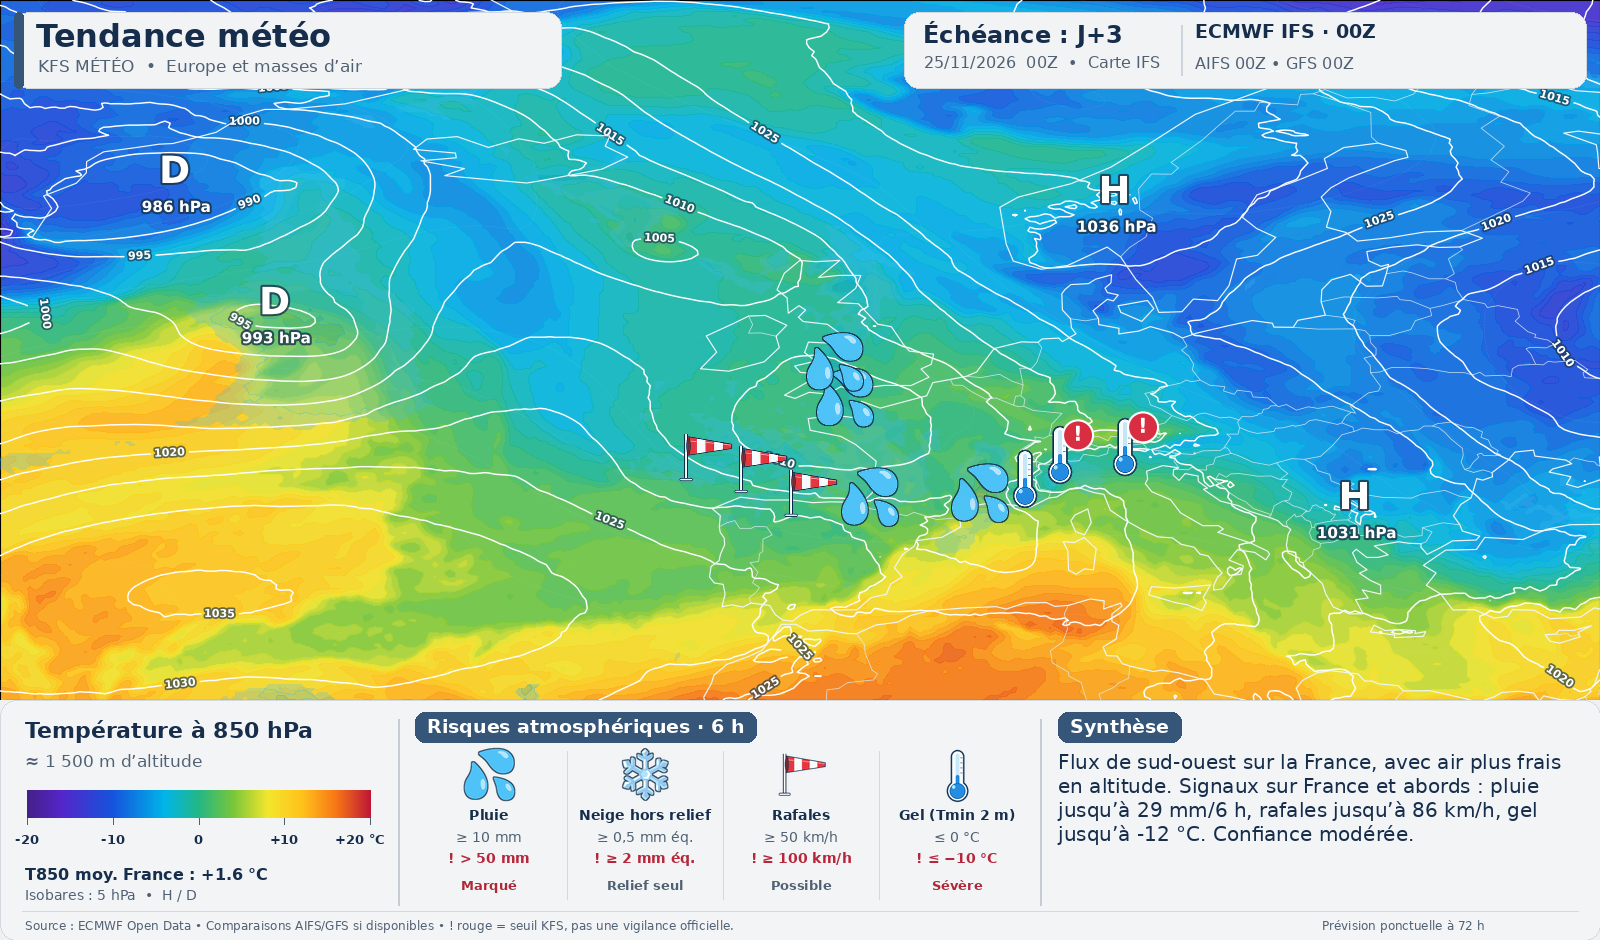 Tendance météo
KFS MÉTÉO • Europe et masses d’air
Échéance : J+3
25/11/2026 00Z • Carte IFS
ECMWF IFS · 00Z
AIFS 00Z • GFS 00Z
1015
1000
1015
1025
D
986 hPa
990
995
1010
1005
H
1036 hPa
1025
1020
1015
1000
D
995
993 hPa
1010
1020
1025
!
!
H
1031 hPa
1035
1025
1030
1025
1020
Température à 850 hPa
≈ 1 500 m d’altitude
-20 -10 0 +10 +20 °C
T850 moy. France : +1.6 °C
Isobares : 5 hPa • H / D
Risques atmosphériques · 6 h
Pluie
≥ 10 mm
! > 50 mm
Marqué
Neige hors relief
≥ 0,5 mm éq.
! ≥ 2 mm éq.
Relief seul
Rafales
≥ 50 km/h
! ≥ 100 km/h
Possible
Gel (Tmin 2 m)
≤ 0 °C
! ≤ −10 °C
Sévère
Synthèse
Flux de sud-ouest sur la France, avec air plus frais
en altitude. Signaux sur France et abords : pluie
jusqu’à 29 mm/6 h, rafales jusqu’à 86 km/h, gel
jusqu’à -12 °C. Confiance modérée.
Source : ECMWF Open Data • Comparaisons AIFS/GFS si disponibles • ! rouge = seuil KFS, pas une vigilance officielle.
Prévision ponctuelle à 72 h